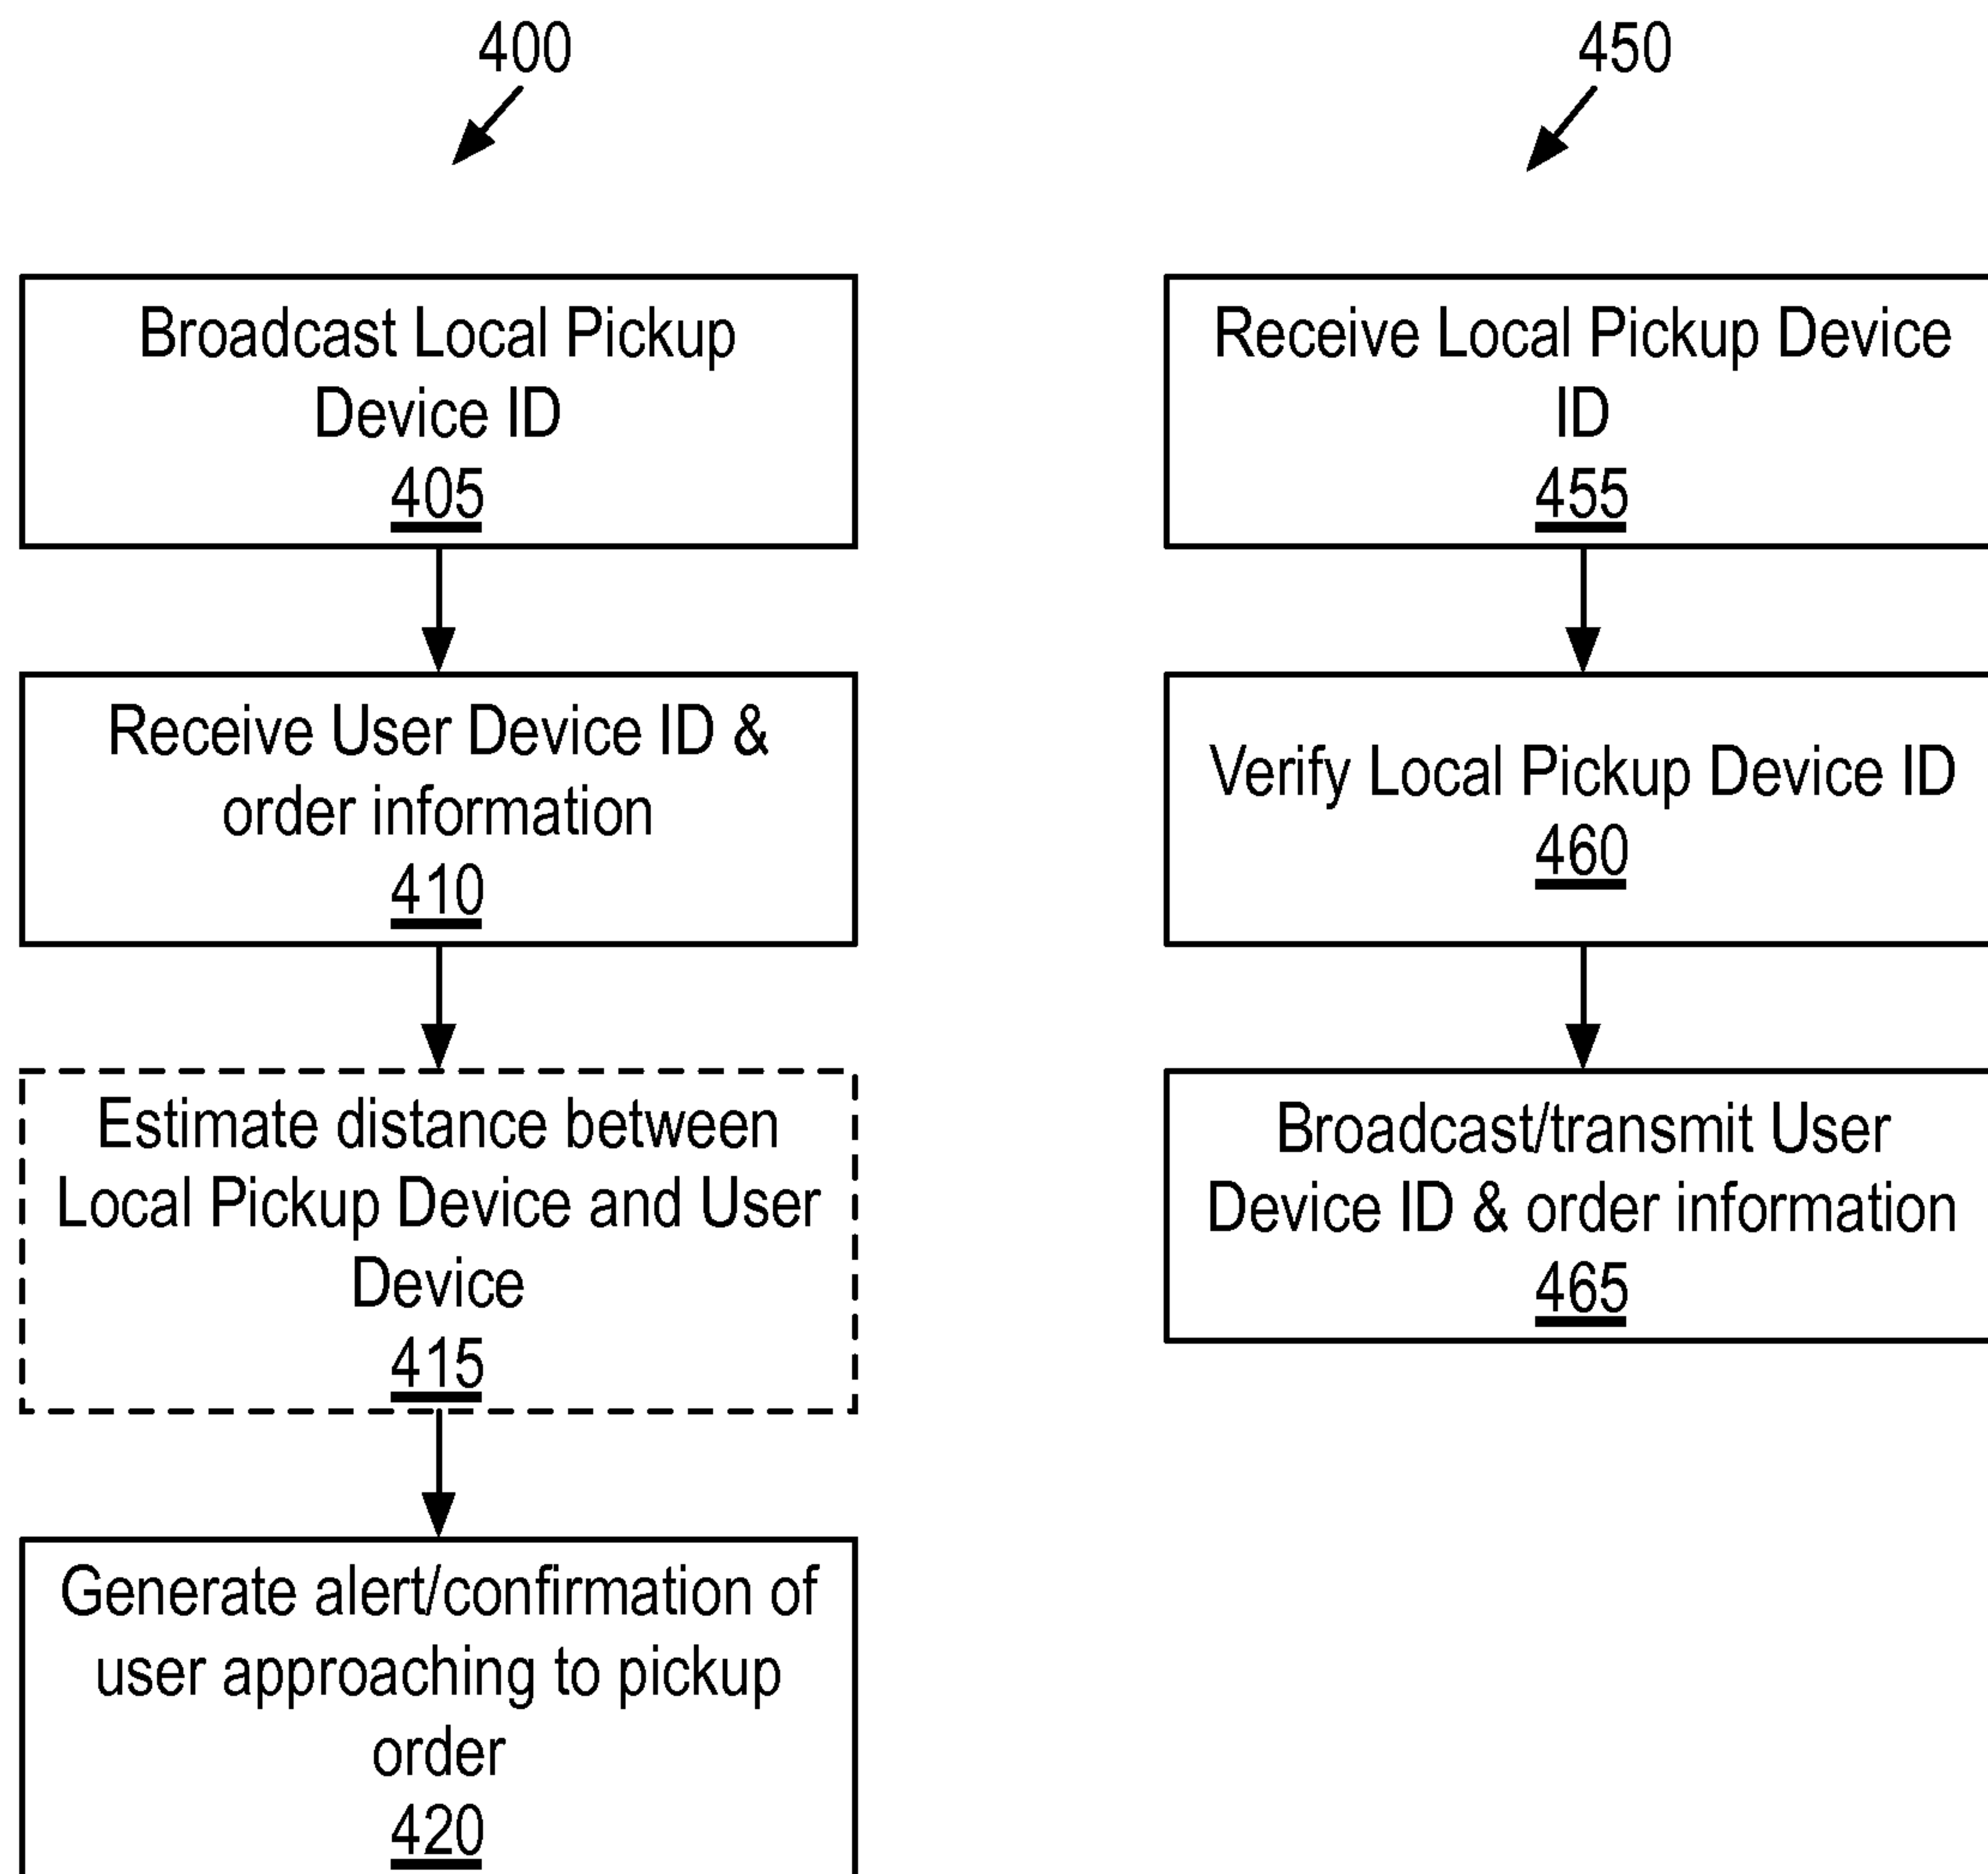 400
Broadcast Local Pickup
Device ID
405
Receive User Device ID &
order information
410
Estimate distance between
Local Pickup Device and User
Device
415
Generate alert/confirmation of
user approaching to pickup
order
420
450
Receive Local Pickup Device
ID
455
Verify Local Pickup Device ID
460
Broadcast/transmit User
Device ID & order information
465